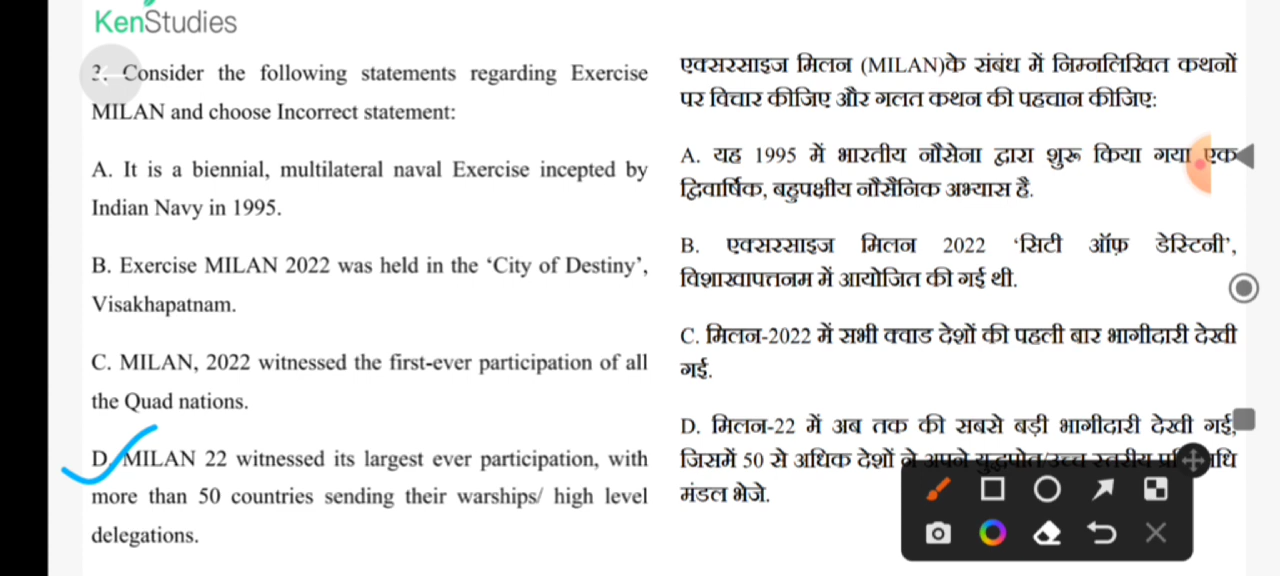 KenStudies
2. Consider the following statements regarding Exercise
MILAN and choose Incorrect statement:
A. It is a biennial, multilateral naval Exercise incepted by
Indian Navy in 1995.
B. Exercise MILAN 2022 was held in the ‘City of Destiny’,
Visakhapatnam.
C. MILAN, 2022 witnessed the first-ever participation of all
the Quad nations.
D. MILAN 22 witnessed its largest ever participation, with
more than 50 countries sending their warships/ high level
delegations.
एक्सरसाइज मिलन (MILAN)के संबंध में निम्नलिखित कथनों
पर विचार कीजिए और गलत कथन की पहचान कीजिए:
A. यह 1995 में भारतीय नौसेना द्वारा शुरू किया गया एक
द्विवार्षिक, बहुपक्षीय नौसैनिक अभ्यास है.
B. एक्सरसाइज मिलन 2022 ‘सिटी ऑफ़ डेस्टिनी’,
विशाखापत्तनम में आयोजित की गई थी.
C. मिलन-2022 में सभी क्वाड देशों की पहली बार भागीदारी देखी
गई.
D. मिलन-22 में अब तक की सबसे बड़ी भागीदारी देखी गई,
जिसमें 50 से अधिक देशों ने अपने युद्धपोत/उच्च स्तरीय
मंडल भेजे.